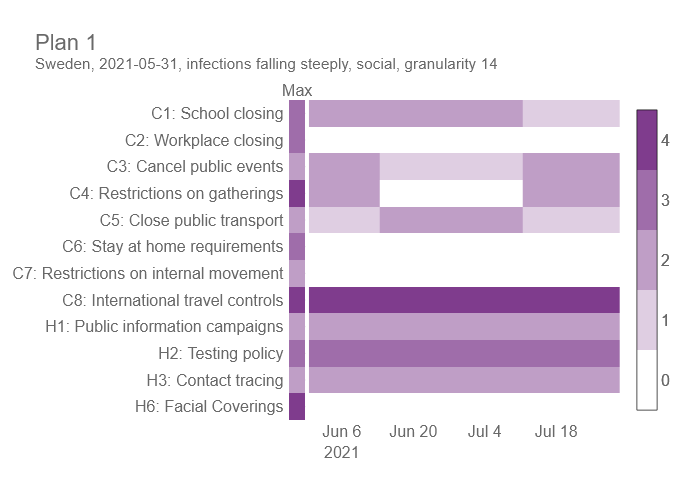 Plan 1
Sweden, 2021-05-31, infections falling steeply, social, granularity 14
Max
C1: School closing
C2: Workplace closing
C3: Cancel public events
C4: Restrictions on gatherings
C5: Close public transport
C6: Stay at home requirements
C7: Restrictions on internal movement
C8: International travel controls
H1: Public information campaigns
H2: Testing policy
H3: Contact tracing
H6: Facial Coverings
4
3
2
1
0
Jun 6 Jun 20 Jul 4 Jul 18
2021